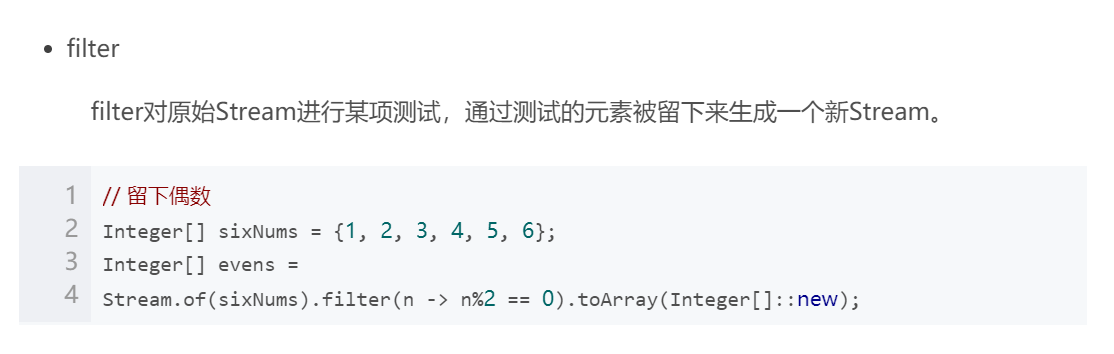 filter
filter对原始Stream进行某项测试，通过测试的元素被留下来生成一个新Stream。
1 // 留下偶数
2 Integer[] sixNums = {1, 2, 3, 4, 5, 6};
3 Integer[] evens =
4 Stream.of(sixNums).filter(n -> n%2 == 0).toArray(Integer[]::new);